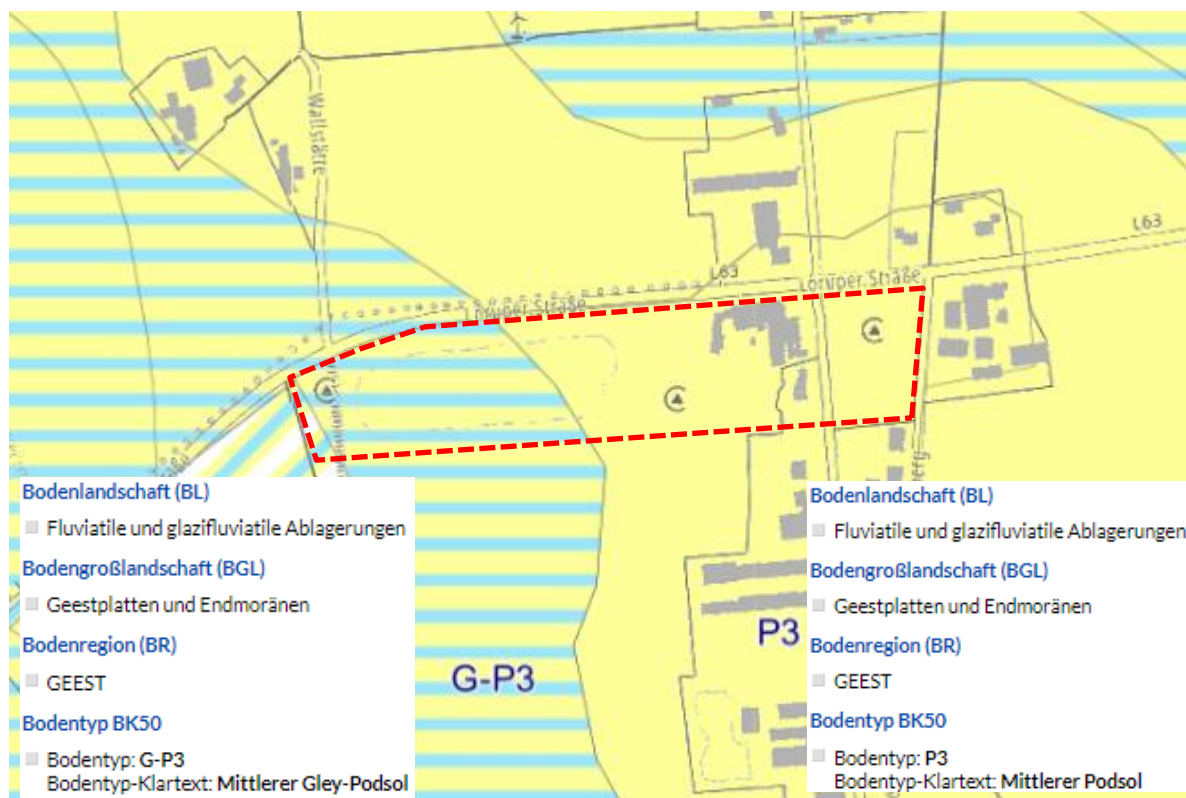 Wallstätte
L63
L63
Loruper Straße
Loruper Straße
P3
G-P3
Bodenlandschaft (BL)
Fluviatile und glazifluviatile Ablagerungen
Bodengroßlandschaft (BGL)
Geestplatten und Endmoränen
Bodenregion (BR)
GEEST
Bodentyp BK50
Bodentyp: G-P3
Bodentyp-Klartext: Mittlerer Gley-Podsol
Bodenlandschaft (BL)
Fluviatile und glazifluviatile Ablagerungen
Bodengroßlandschaft (BGL)
Geestplatten und Endmoränen
Bodenregion (BR)
GEEST
Bodentyp BK50
Bodentyp: P3
Bodentyp-Klartext: Mittlerer Podsol